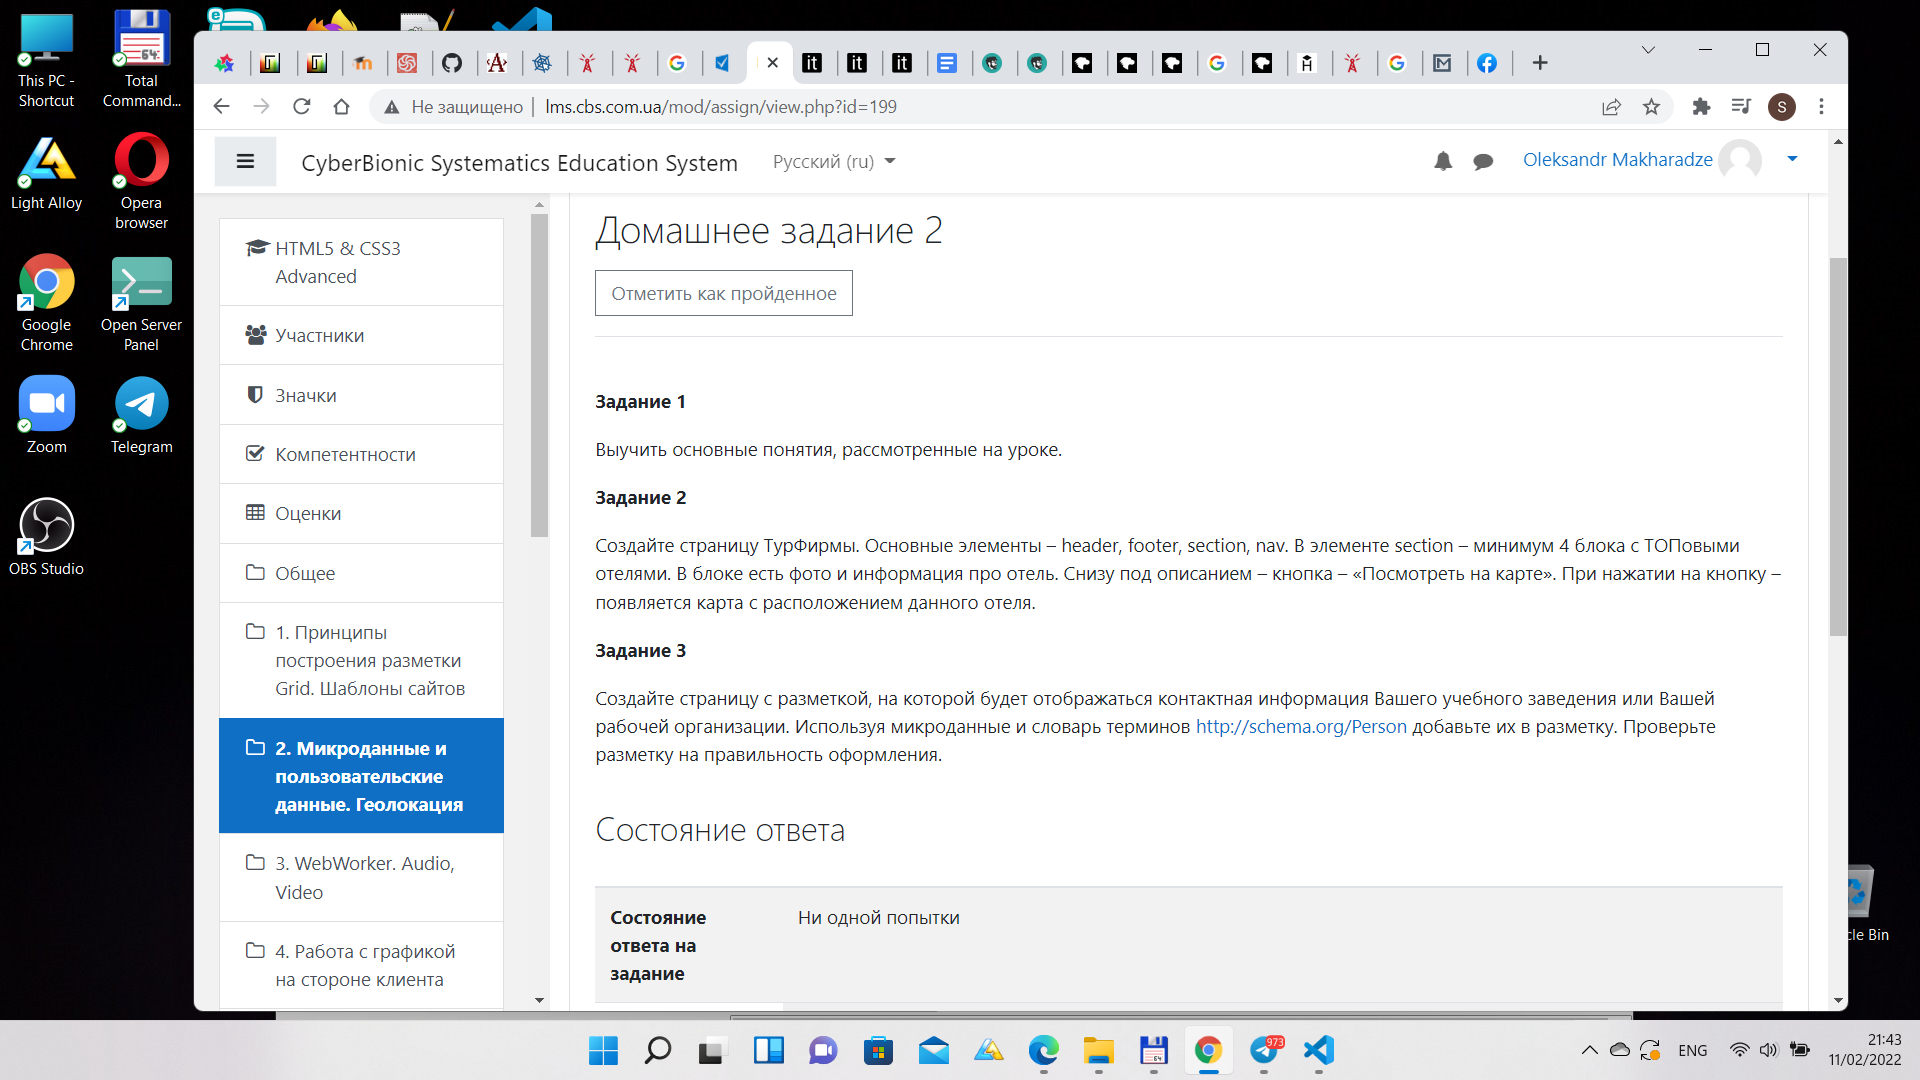 This PC -
Shortcut
Total
Command...
Light Alloy
Opera
browser
Google
Chrome
Open Server
Panel
Zoom
Telegram
OBS Studio
cle Bin
Не защищено
lms.cbs.com.ua/mod/assign/view.php?id=199
S
CyberBionic Systematics Education System
Русский (ru)
Oleksandr Makharadze
HTML5 & CSS3
Advanced
Участники
Значки
Компетентности
Оценки
Общее
1. Принципы
построения разметки
Grid. Шаблоны сайтов
2. Микроданные и
пользовательские
данные. Геолокация
3. WebWorker. Audio,
Video
4. Работа с графикой
на стороне клиента
Домашнее задание 2
Отметить как пройденное
Задание 1
Выучить основные понятия, рассмотренные на уроке.
Задание 2
Создайте страницу ТурФирмы. Основные элементы – header, footer, section, nav. В элементе section – минимум 4 блока с ТОПовыми
отелями. В блоке есть фото и информация про отель. Снизу под описанием – кнопка – «Посмотреть на карте». При нажатии на кнопку –
появляется карта с расположением данного отеля.
Задание 3
Создайте страницу с разметкой, на которой будет отображаться контактная информация Вашего учебного заведения или Вашей
рабочей организации. Используя микроданные и словарь терминов http://schema.org/Person добавьте их в разметку. Проверьте
разметку на правильность оформления.
Состояние ответа
Состояние
ответа на
задание
Ни одной попытки
973
ENG
21:43
11/02/2022